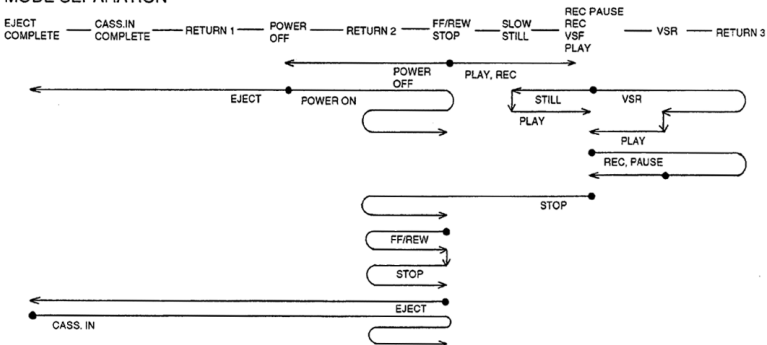 MODE SEPARATION
EJECT COMPLETE
CASS.IN COMPLETE
RETURN 1
POWER OFF
RETURN 2
FF/REW STOP
SLOW STILL
REC PAUSE
REC
VSF
PLAY
VSR
RETURN 3
POWER OFF
PLAY, REC
EJECT
POWER ON
STILL
VSR
PLAY
PLAY
REC, PAUSE
STOP
FF/REW
STOP
EJECT
CASS. IN